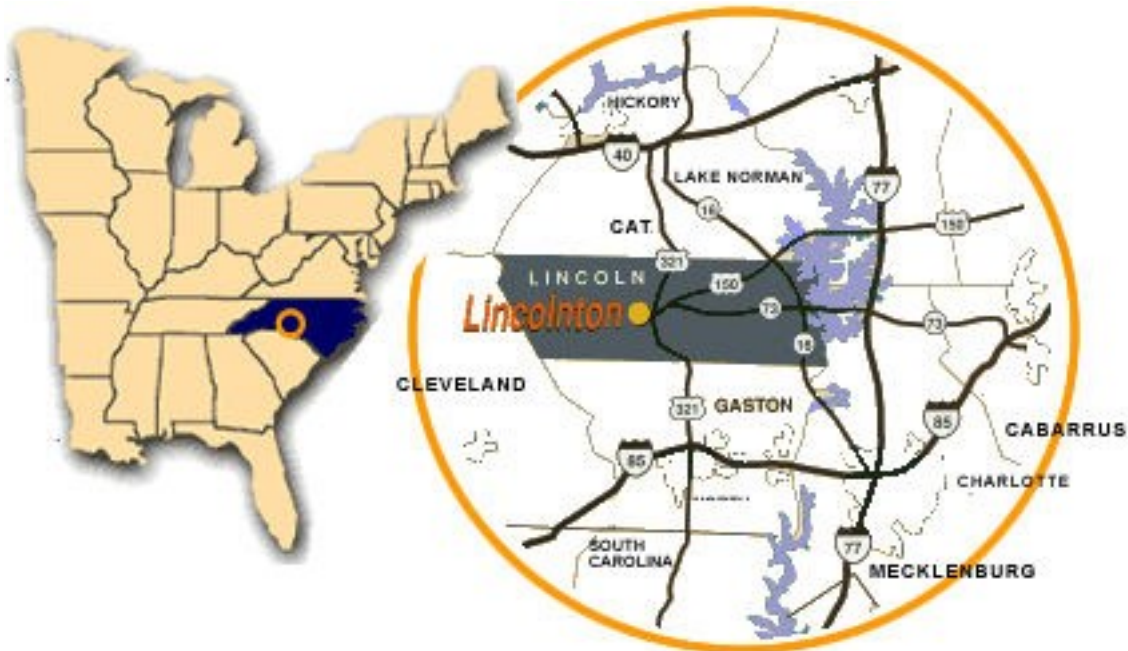 HICKORY
40
LAKE NORMAN
77
16
150
CAT.
321
LINCOLN
150
Lincolnton
73
73
16
CLEVELAND
321
GASTON
85
CABARRUS
85
CHARLOTTE
SOUTH
CAROLINA
77
MECKLENBURG